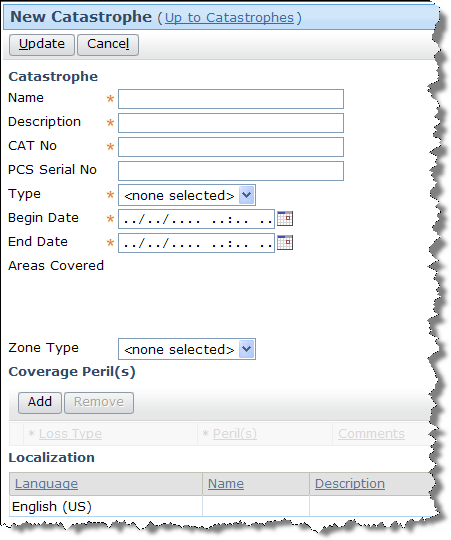 New Catastrophe (Up to Catastrophes)
Update Cancel
Catastrophe
Name *
Description *
CAT No *
PCS Serial No
Type * <none selected>
Begin Date * ../../.... ..:.. ..
End Date * ../../.... ..:.. ..
Areas Covered
Zone Type <none selected>
Coverage Peril(s)
Add Remove
* Loss Type * Peril(s) Comments
Localization
Language Name Description
English (US)